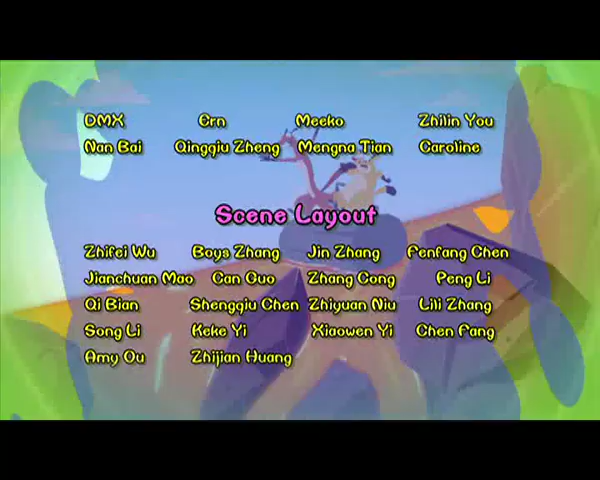 DMX Ern Meeko Zhilin You
Nan Bai Qingqiu Zheng Mengna Tian Caroline
Scene Layout
Zhifei Wu Boys Zhang Jin Zhang Fenfang Chen
Jianchuan Mao Can Guo Zhang Cong Peng Li
Qi Bian Shengqiu Chen Zhiyuan Niu Lili Zhang
Song Li Keke Yi Xiaowen Yi Chen Fang
Amy Ou Zhijian Huang